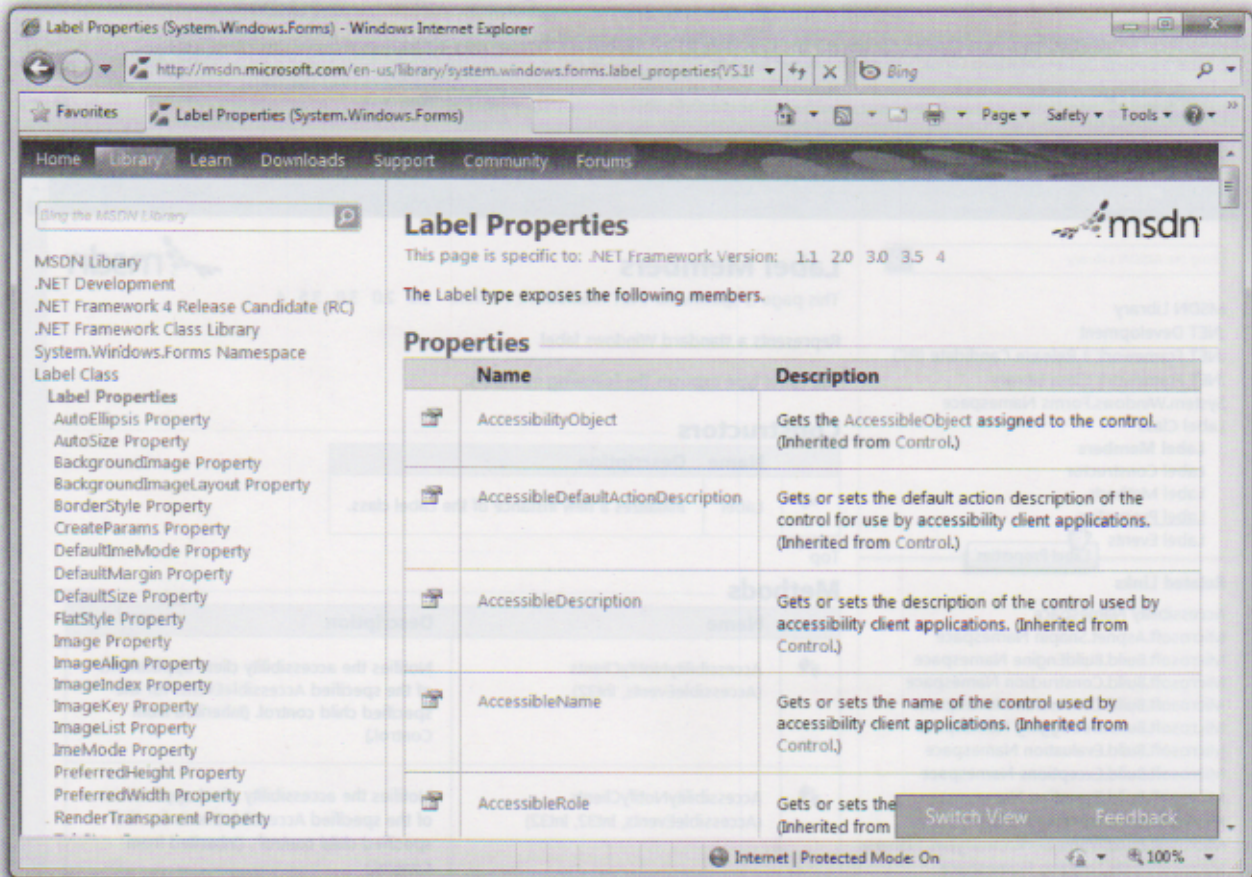 Label Properties (System.Windows.Forms) - Windows Internet Explorer
http://msdn.microsoft.com/en-us/library/system.windows.forms.label_properties(VS.10
Bing
Favorites
Label Properties (System.Windows.Forms)
Page Safety Tools
Home Library Learn Downloads Support Community Forums
Bing the MSDN Library
msdn
MSDN Library
.NET Development
.NET Framework 4 Release Candidate (RC)
.NET Framework Class Library
System.Windows.Forms Namespace
Label Class
Label Properties
AutoEllipsis Property
AutoSize Property
BackgroundImage Property
BackgroundImageLayout Property
BorderStyle Property
CreateParams Property
DefaultImeMode Property
DefaultMargin Property
DefaultSize Property
FlatStyle Property
Image Property
ImageAlign Property
ImageIndex Property
ImageKey Property
ImageList Property
ImeMode Property
PreferredHeight Property
PreferredWidth Property
RenderTransparent Property
Label Properties
This page is specific to: .NET Framework Version: 1.1 2.0 3.0 3.5 4
The Label type exposes the following members.
Properties
Name Description
AccessibilityObject
Gets the AccessibleObject assigned to the control.
(Inherited from Control.)
AccessibleDefaultActionDescription
Gets or sets the default action description of the
control for use by accessibility client applications.
(Inherited from Control.)
AccessibleDescription
Gets or sets the description of the control used by
accessibility client applications. (Inherited from
Control.)
AccessibleName
Gets or sets the name of the control used by
accessibility client applications. (Inherited from
Control.)
AccessibleRole
Gets or sets the
(Inherited from
Switch View Feedback
Internet | Protected Mode: On
100%